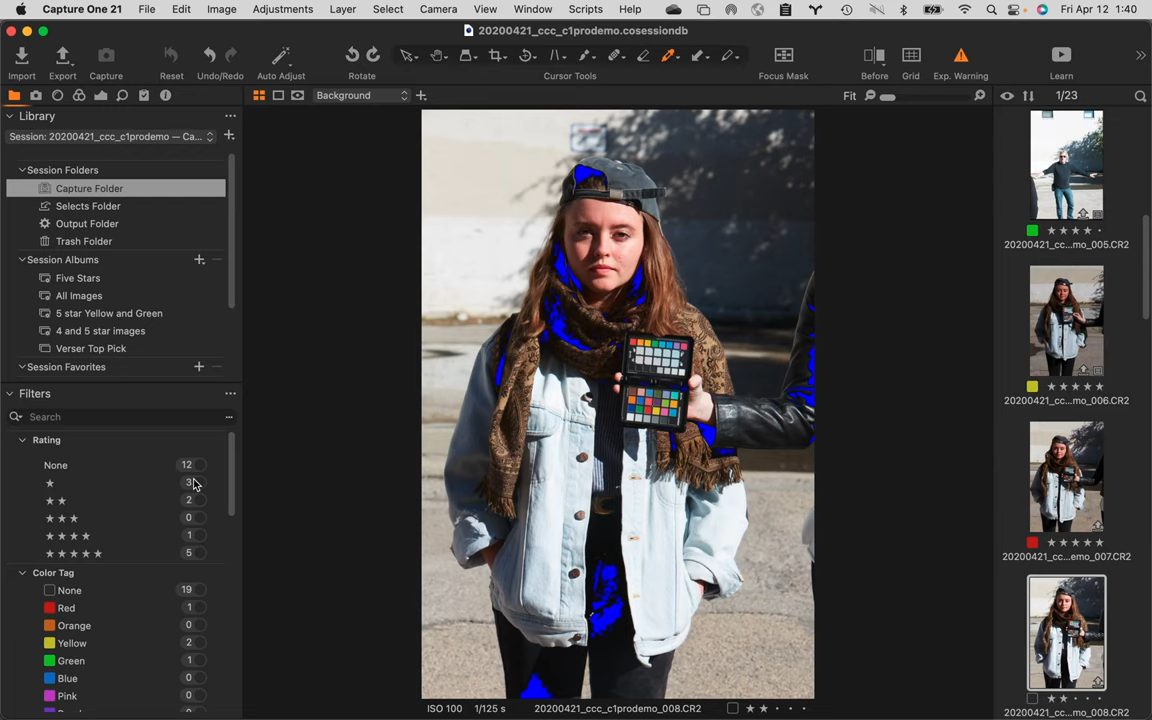 Capture One 21 File Edit Image Adjustments Layer Select Camera View Window Scripts Help Fri Apr 12 1:40
20200421_ccc_c1prodemo.cosessiondb
Import Export Capture Reset Undo/Redo Auto Adjust Rotate Cursor Tools Focus Mask Before Grid Exp. Warning Learn
Background Fit 1/23
Library
Session: 20200421_ccc_c1prodemo — Ca...
Session Folders
Capture Folder
Selects Folder
Output Folder
Trash Folder
Session Albums
Five Stars
All Images
5 star Yellow and Green
4 and 5 star images
Verser Top Pick
Session Favorites
Filters
Search
Rating
None 12
3
2
0
1
5
Color Tag
None 19
Red 1
Orange 0
Yellow 2
Green 1
Blue 0
Pink 0
ISO 100 1/125 s 20200421_ccc_c1prodemo_008.CR2
20200421_cc...mo_005.CR2
20200421_cc...mo_006.CR2
20200421_cc...emo_007.CR2
20200421_cc...mo_008.CR2